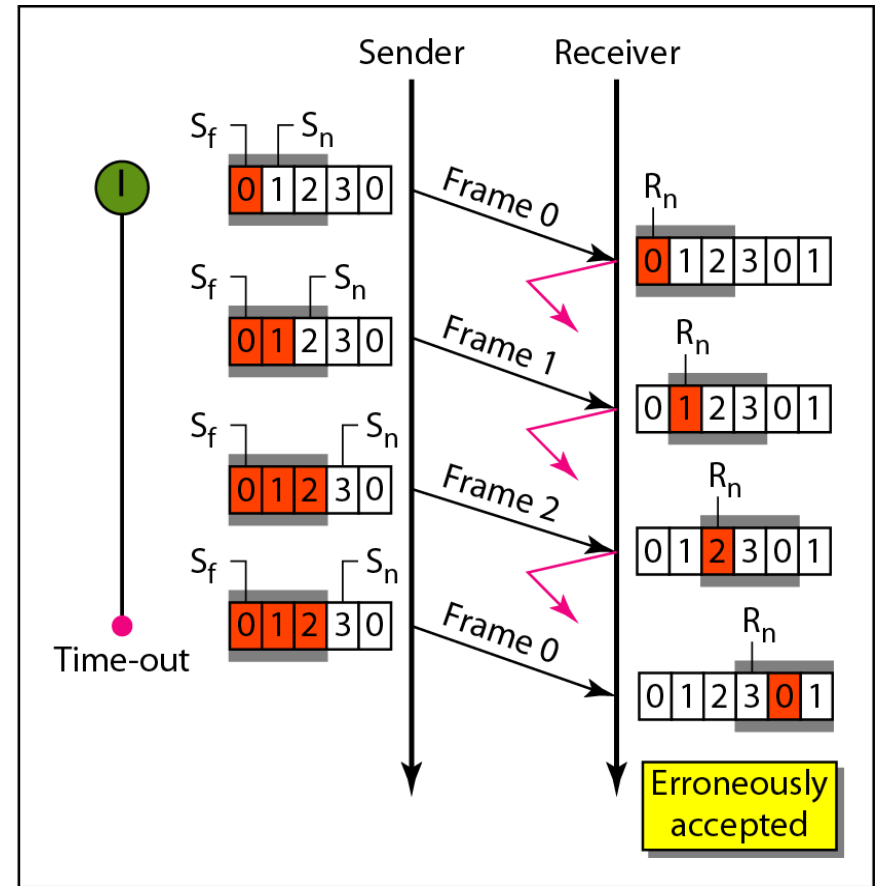 Sender Receiver
Sf Sn
0 1 2 3 0
Frame 0
Rn
0 1 2 3 0 1
Sf Sn
0 1 2 3 0
Frame 1
Rn
0 1 2 3 0 1
Sf Sn
0 1 2 3 0
Frame 2
Rn
0 1 2 3 0 1
Sf Sn
0 1 2 3 0
Frame 0
Time-out
Rn
0 1 2 3 0 1
Erroneously
accepted